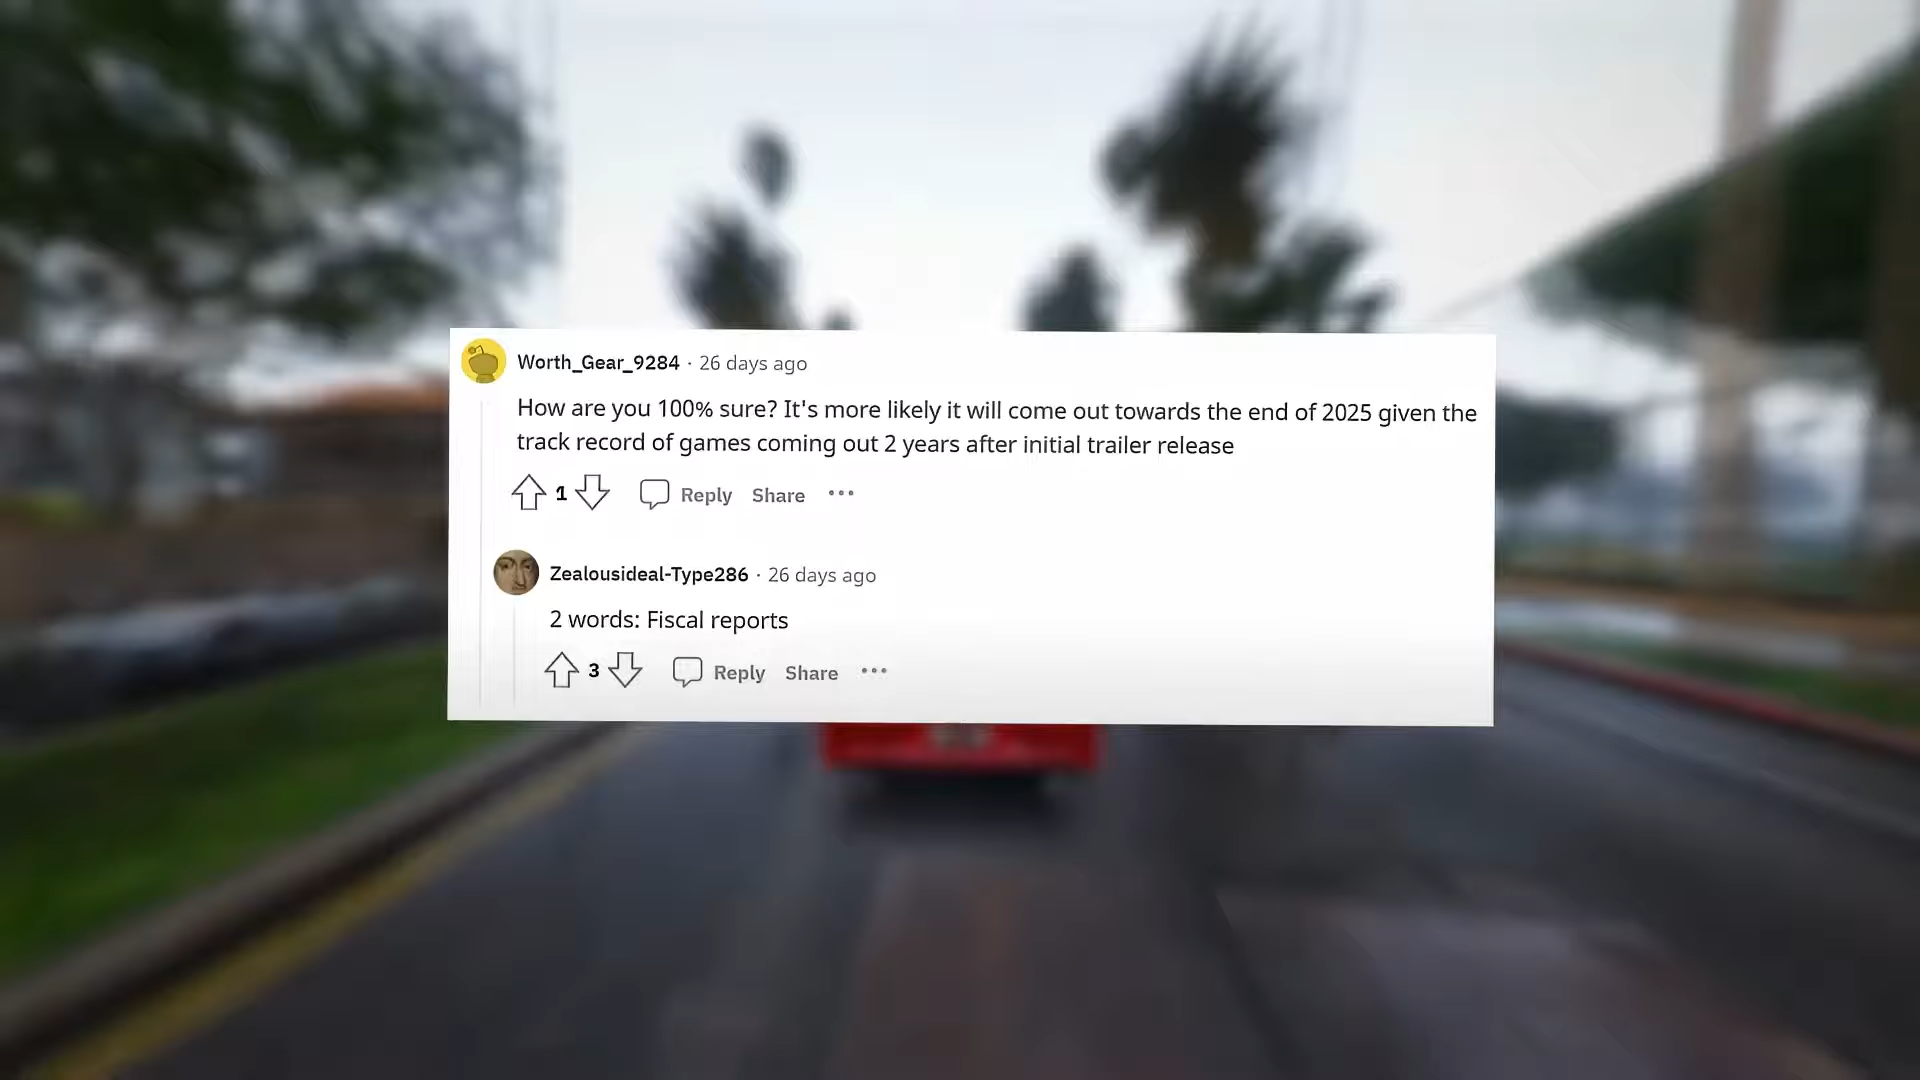 Worth_Gear_9284 · 26 days ago
How are you 100% sure? It's more likely it will come out towards the end of 2025 given the
track record of games coming out 2 years after initial trailer release
1 Reply Share ···
Zealousideal-Type286 · 26 days ago
2 words: Fiscal reports
3 Reply Share ···